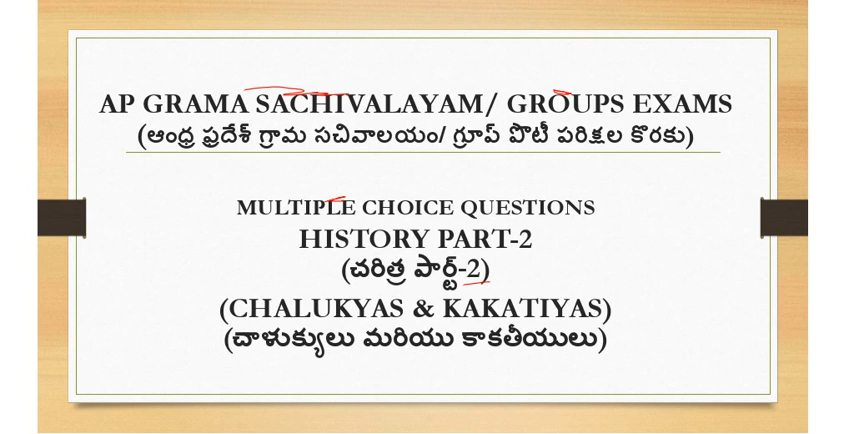 AP GRAMA SACHIVALAYAM/ GROUPS EXAMS
(ఆంధ్ర ప్రదేశ్ గ్రామ సచివాలయం/ గ్రూప్ పొటీ పరిక్షల కొరకు)
MULTIPLE CHOICE QUESTIONS
HISTORY PART-2
(చరిత్ర పార్ట్-2)
(CHALUKYAS & KAKATIYAS)
(చాళుక్యులు మరియు కాకతీయులు)